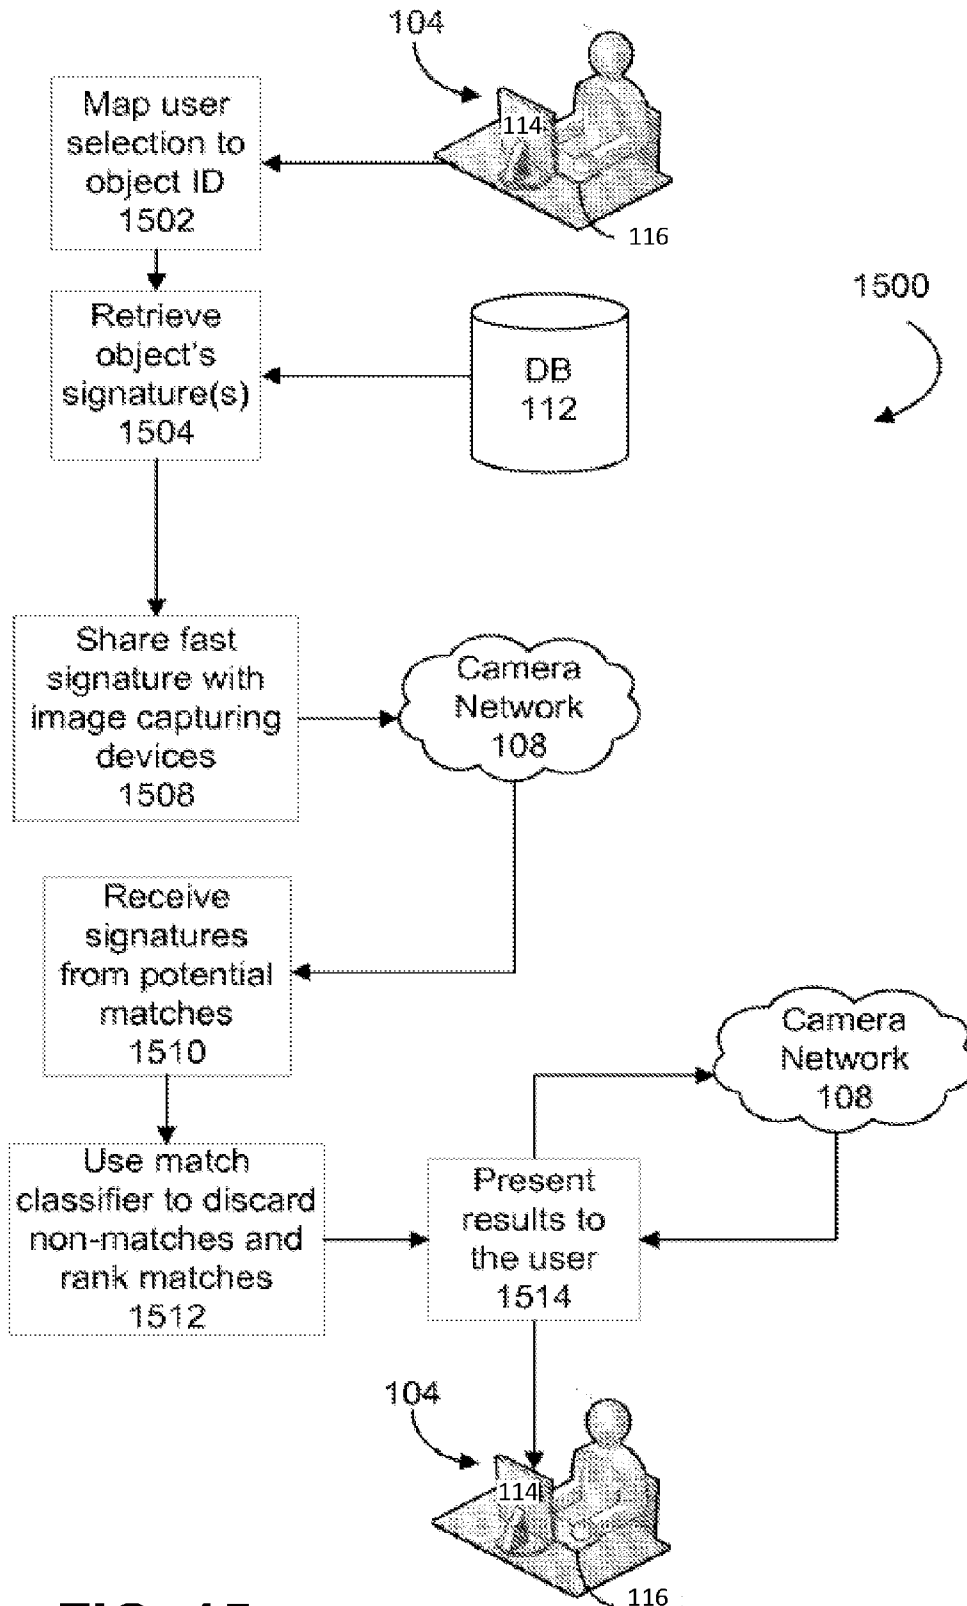 104
Map user
selection to
object ID
1502
114
116
Retrieve
object's
signature(s)
1504
DB
112
1500
Share fast
signature with
image capturing
devices
1508
Camera
Network
108
Receive
signatures
from potential
matches
1510
Camera
Network
108
Use match
classifier to discard
non-matches and
rank matches
1512
Present
results to
the user
1514
104
114
116